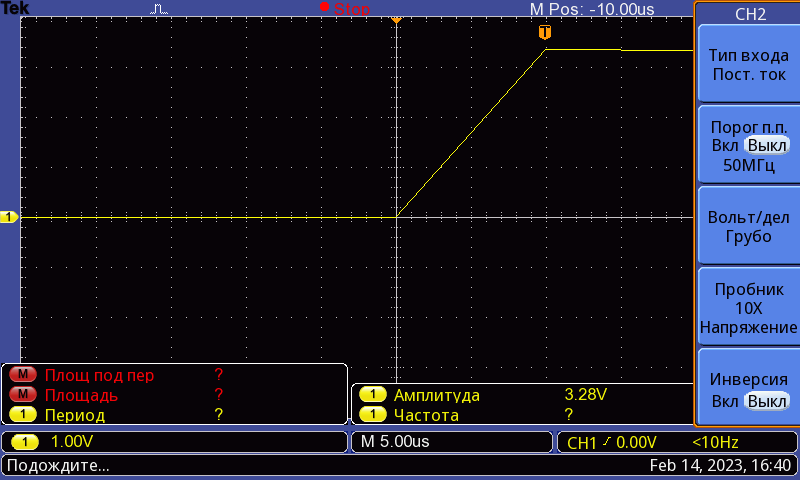 Tek
Stop
M Pos: -10.00us
CH2
T
Тип входа
Пост. ток
Порог п.п.
Вкл Выкл
50МГц
1
Вольт/дел
Грубо
Пробник
10X
Напряжение
Инверсия
Вкл Выкл
M Площ под пер ?
M Площадь ?
1 Период ?
1 Амплитуда 3.28V
1 Частота ?
1 1.00V
M 5.00us
CH1 0.00V <10Hz
Подождите...
Feb 14, 2023, 16:40